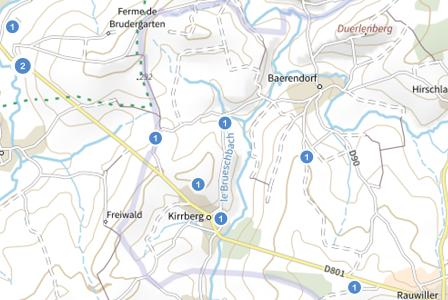 Ferme de
Brudergarten
1
Duerlenberg
2
292
Baerendorf
Hirschla
1
1
le Brueschbach
1
D90
1
Freiwald
Kirrberg
1
D801
1
Rauwiller